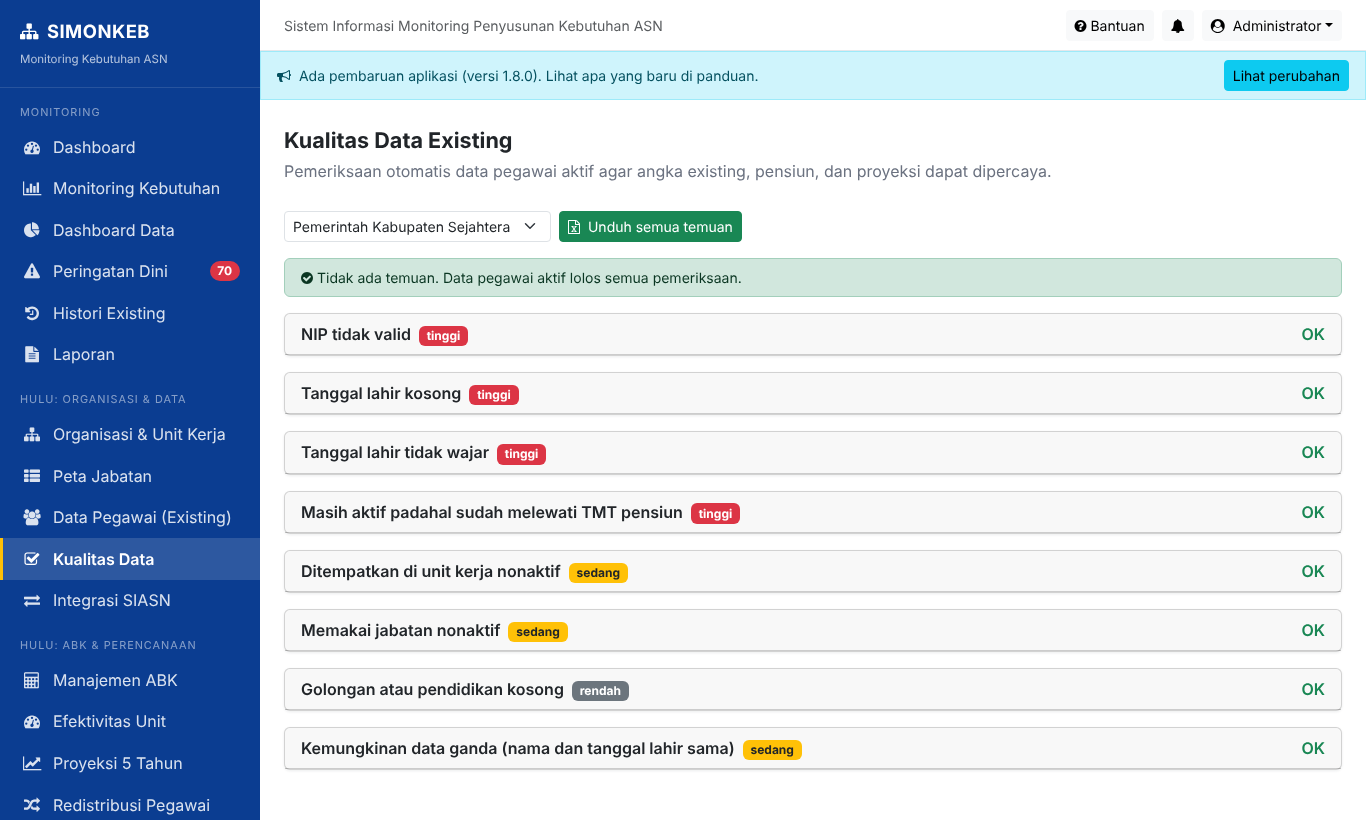 SIMONKEB
Monitoring Kebutuhan ASN
MONITORING
Dashboard
Monitoring Kebutuhan
Dashboard Data
Peringatan Dini 70
Histori Existing
Laporan
HULU: ORGANISASI & DATA
Organisasi & Unit Kerja
Peta Jabatan
Data Pegawai (Existing)
Kualitas Data
Integrasi SIASN
HULU: ABK & PERENCANAAN
Manajemen ABK
Efektivitas Unit
Proyeksi 5 Tahun
Redistribusi Pegawai
Sistem Informasi Monitoring Penyusunan Kebutuhan ASN
Bantuan
Administrator
Ada pembaruan aplikasi (versi 1.8.0). Lihat apa yang baru di panduan.
Lihat perubahan
Kualitas Data Existing
Pemeriksaan otomatis data pegawai aktif agar angka existing, pensiun, dan proyeksi dapat dipercaya.
Pemerintah Kabupaten Sejahtera
Unduh semua temuan
Tidak ada temuan. Data pegawai aktif lolos semua pemeriksaan.
NIP tidak valid tinggi OK
Tanggal lahir kosong tinggi OK
Tanggal lahir tidak wajar tinggi OK
Masih aktif padahal sudah melewati TMT pensiun tinggi OK
Ditempatkan di unit kerja nonaktif sedang OK
Memakai jabatan nonaktif sedang OK
Golongan atau pendidikan kosong rendah OK
Kemungkinan data ganda (nama dan tanggal lahir sama) sedang OK